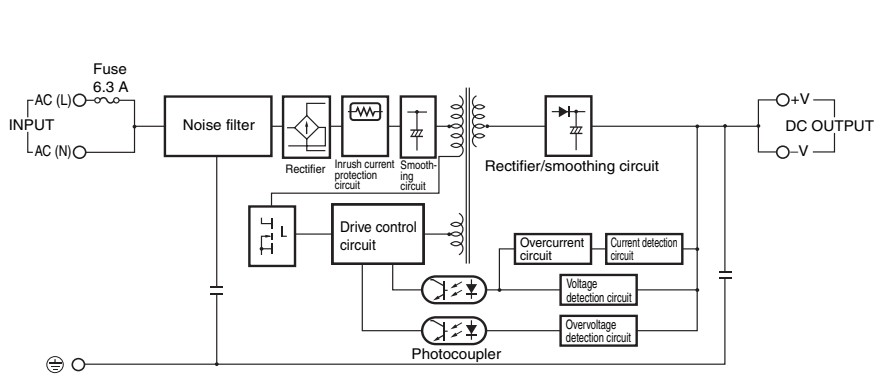 Fuse
6.3 A
AC (L)
INPUT
AC (N)
Noise filter
Rectifier
Inrush current
protection
circuit
Smooth-
ing
circuit
Rectifier/smoothing circuit
+V
DC OUTPUT
–V
Drive control
circuit
Overcurrent
circuit
Current detection
circuit
Voltage
detection circuit
Overvoltage
detection circuit
Photocoupler